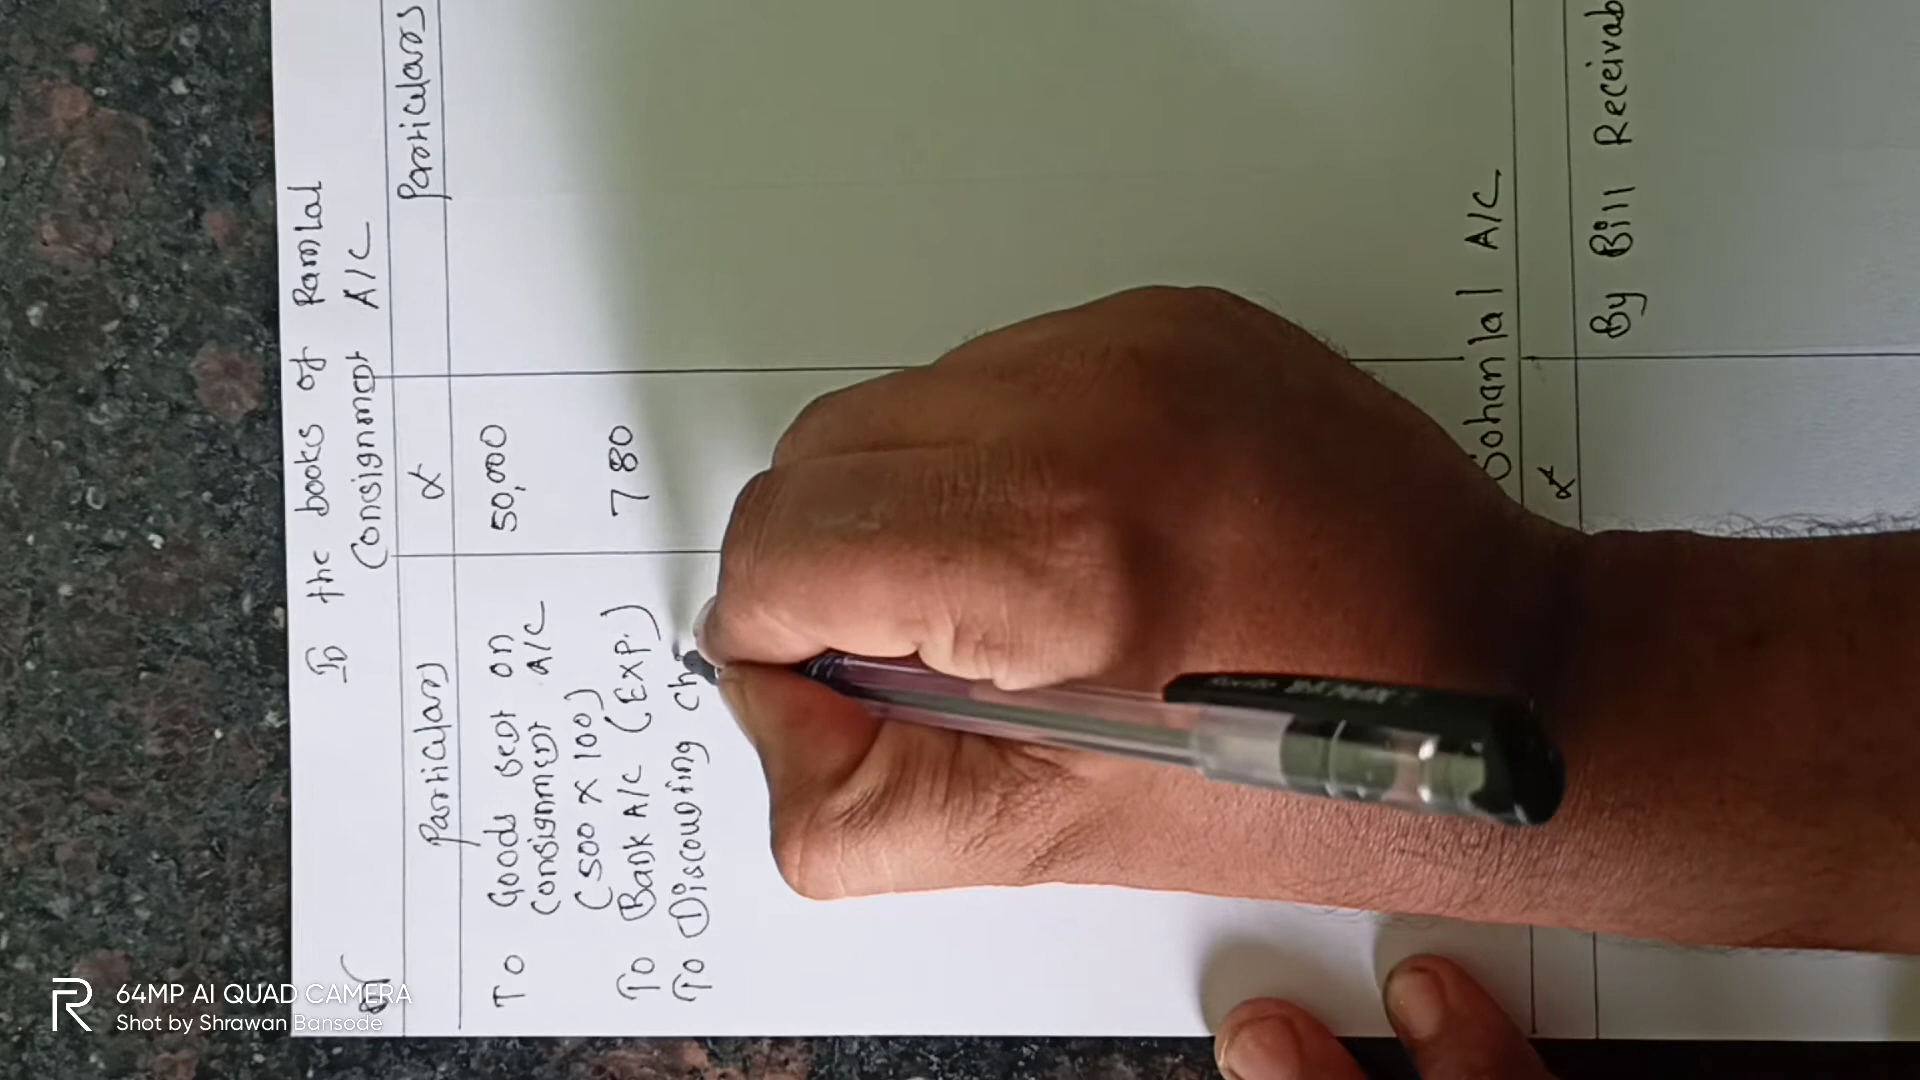 In the books of Ramlal
Consignment A/C
Dr
Particulars
₹
Particulars
To Goods sent on
Consignment A/C
(500 x 100)
50,000
To Bank A/C (Exp.)
780
To Discounting Ch
Sohanlal A/C
₹
By Bill Receivab
R
64MP AI QUAD CAMERA
Shot by Shrawan Bansode